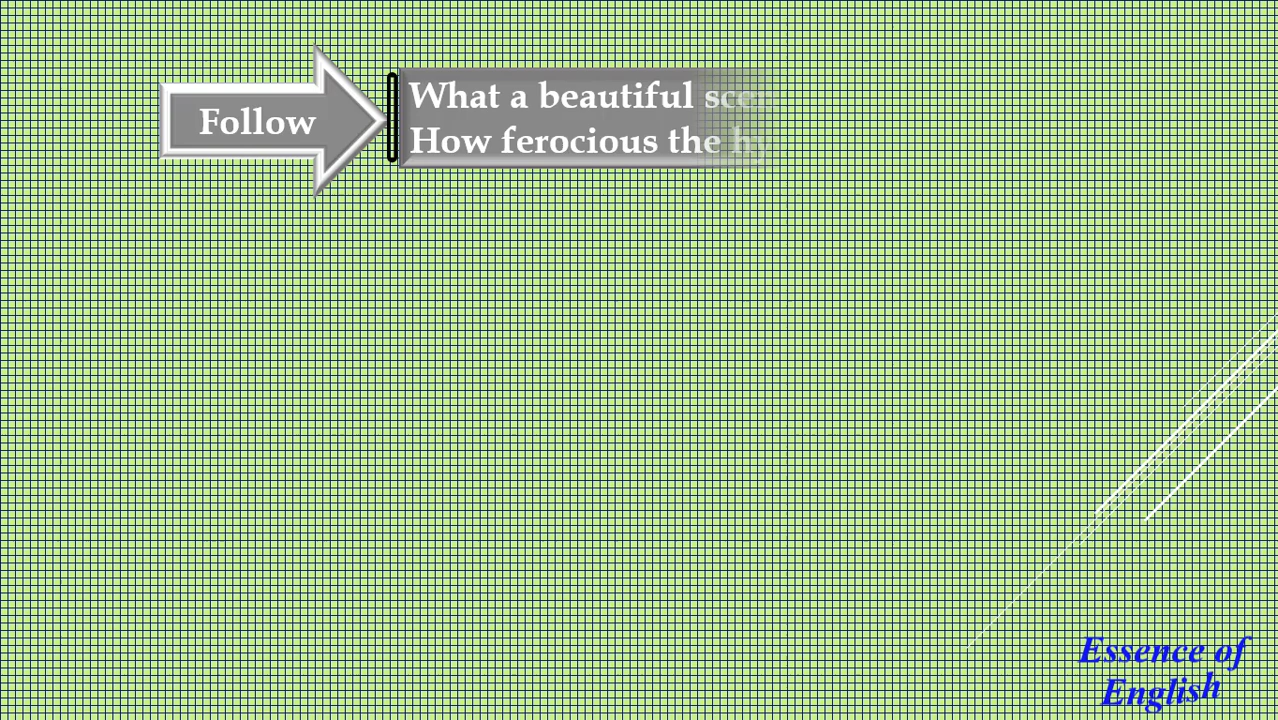 Follow
What a beautiful
How ferocious the
Essence of
English